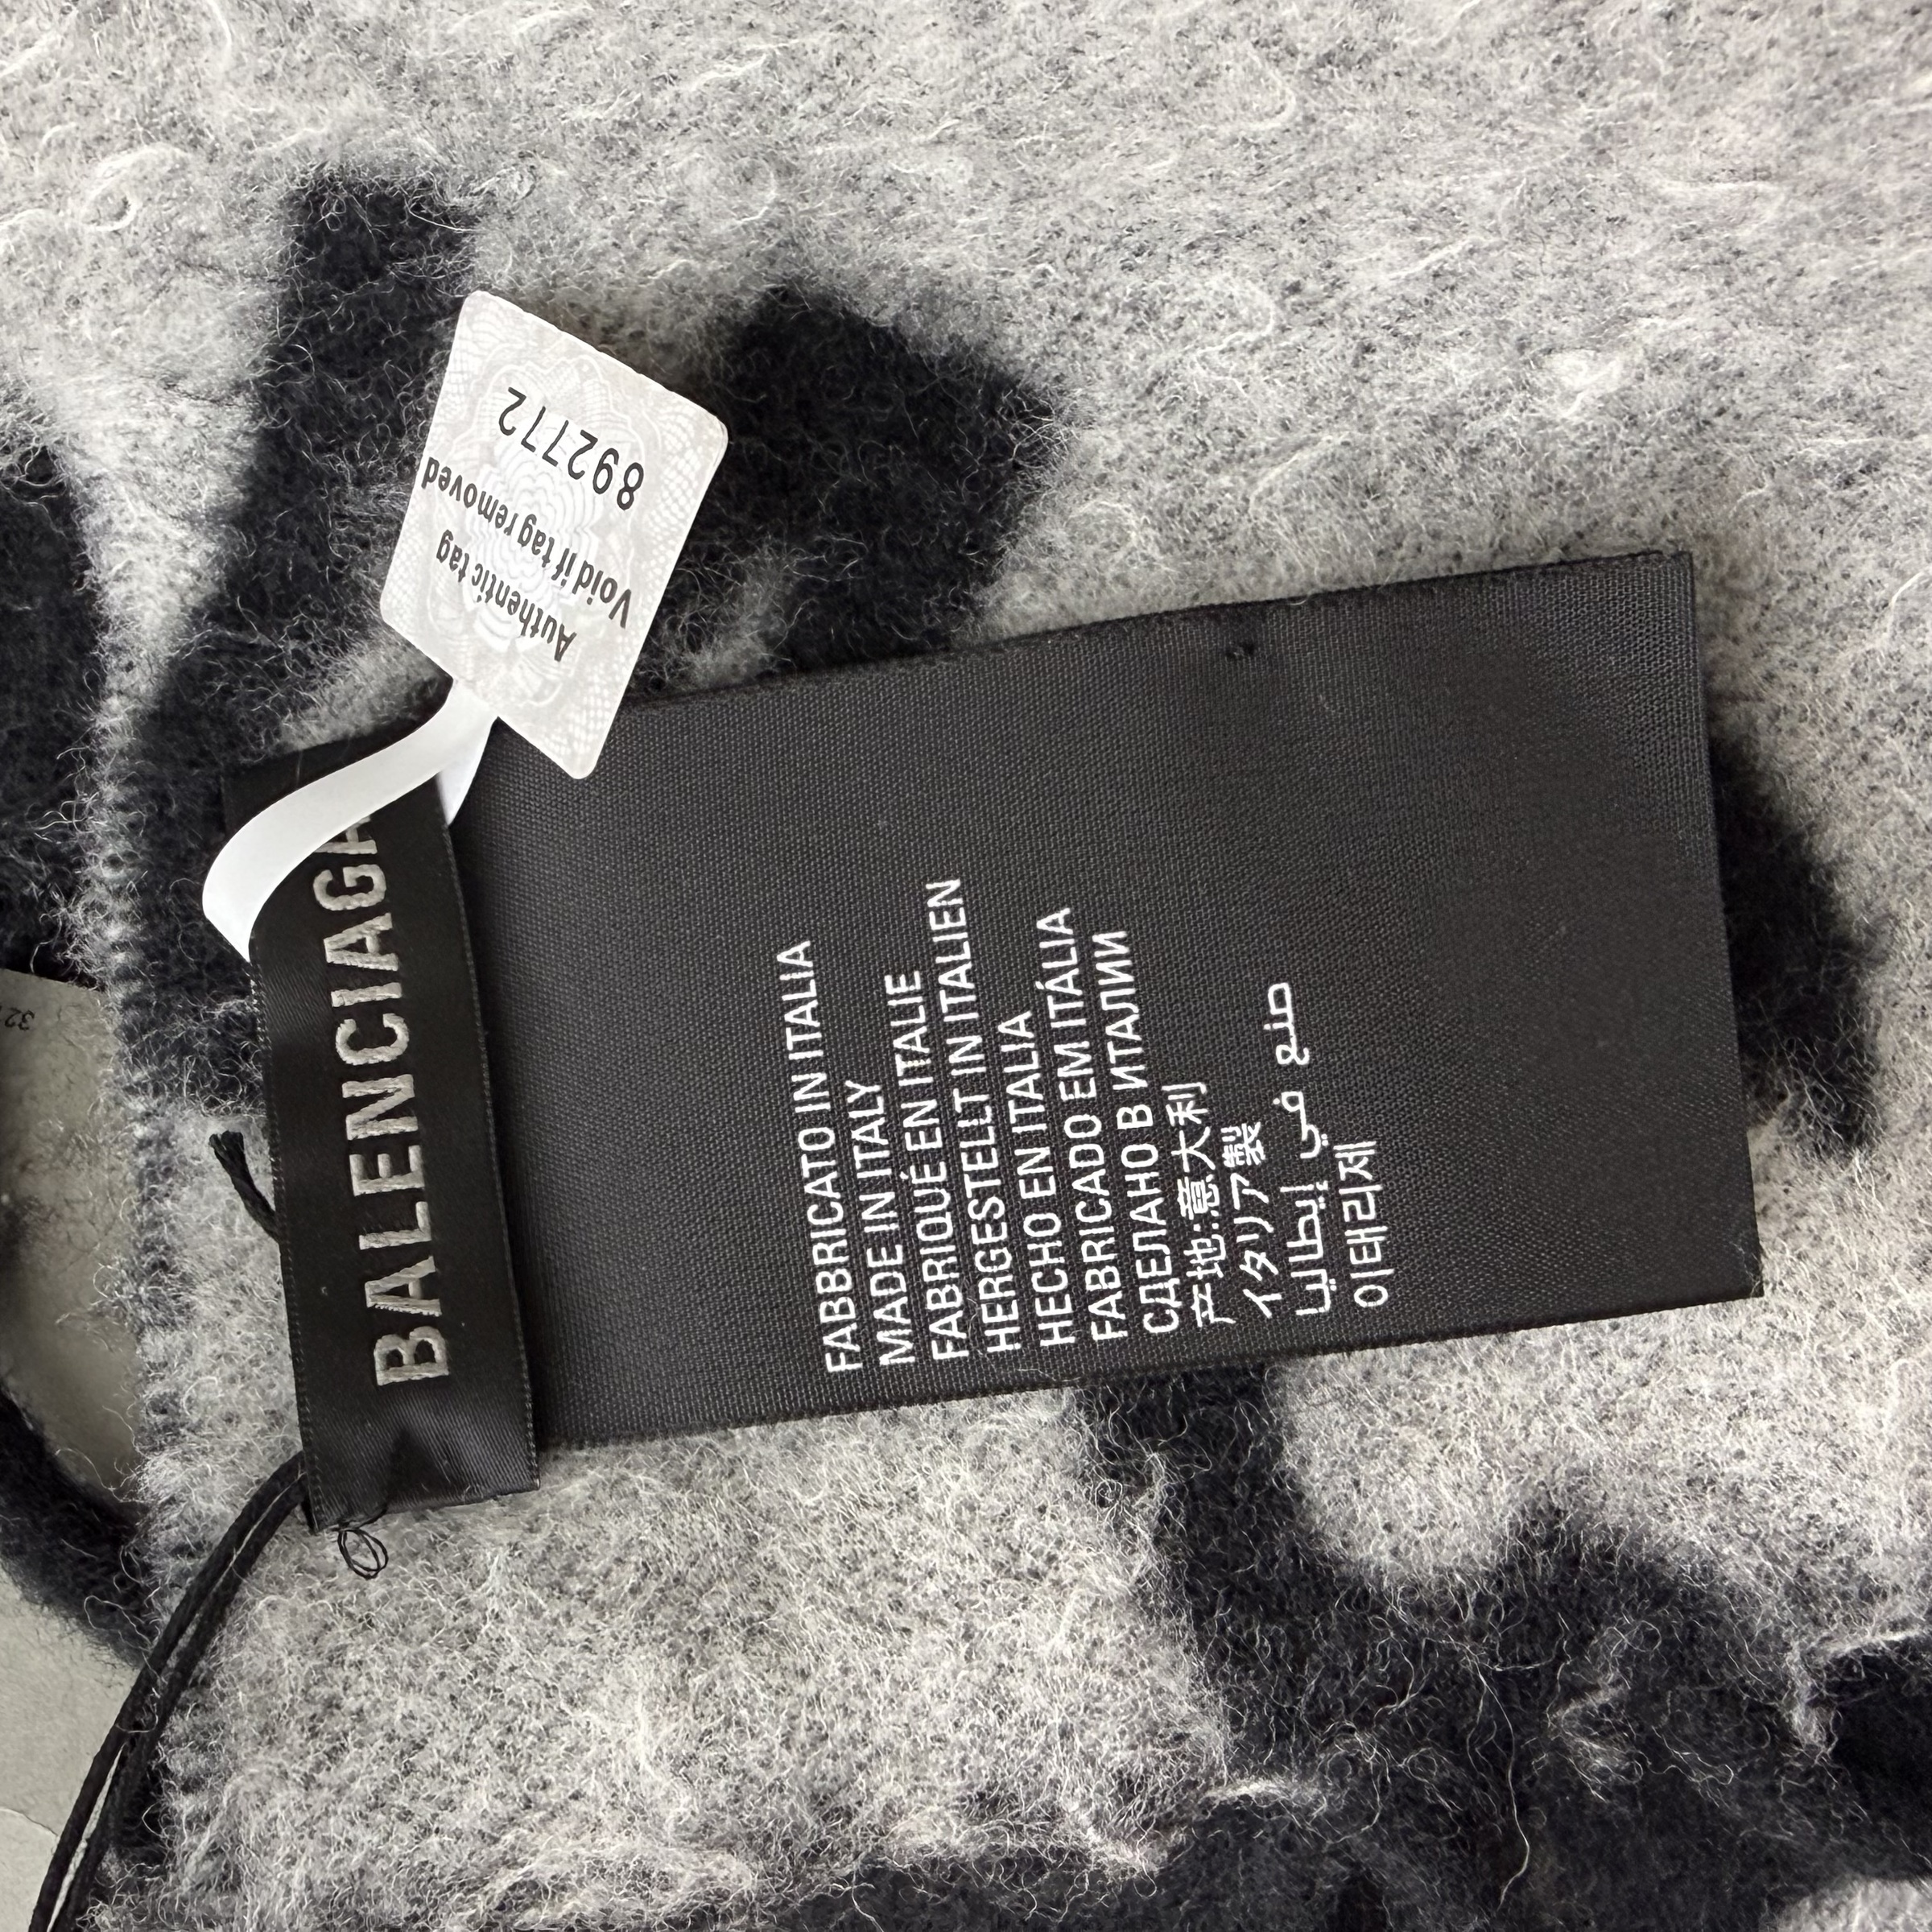 Authentic tag
Void if tag removed
892772
BALENCIAGA
FABBRICATO IN ITALIA
MADE IN ITALY
FABRIQUÉ EN ITALIE
HERGESTELLT IN ITALIEN
HECHO EN ITALIA
FABRICADO EM ITÁLIA
СДЕЛАНО В ИТАЛИИ
产地:意大利
イタリア製
صنع في إيطاليا
이태리제
32